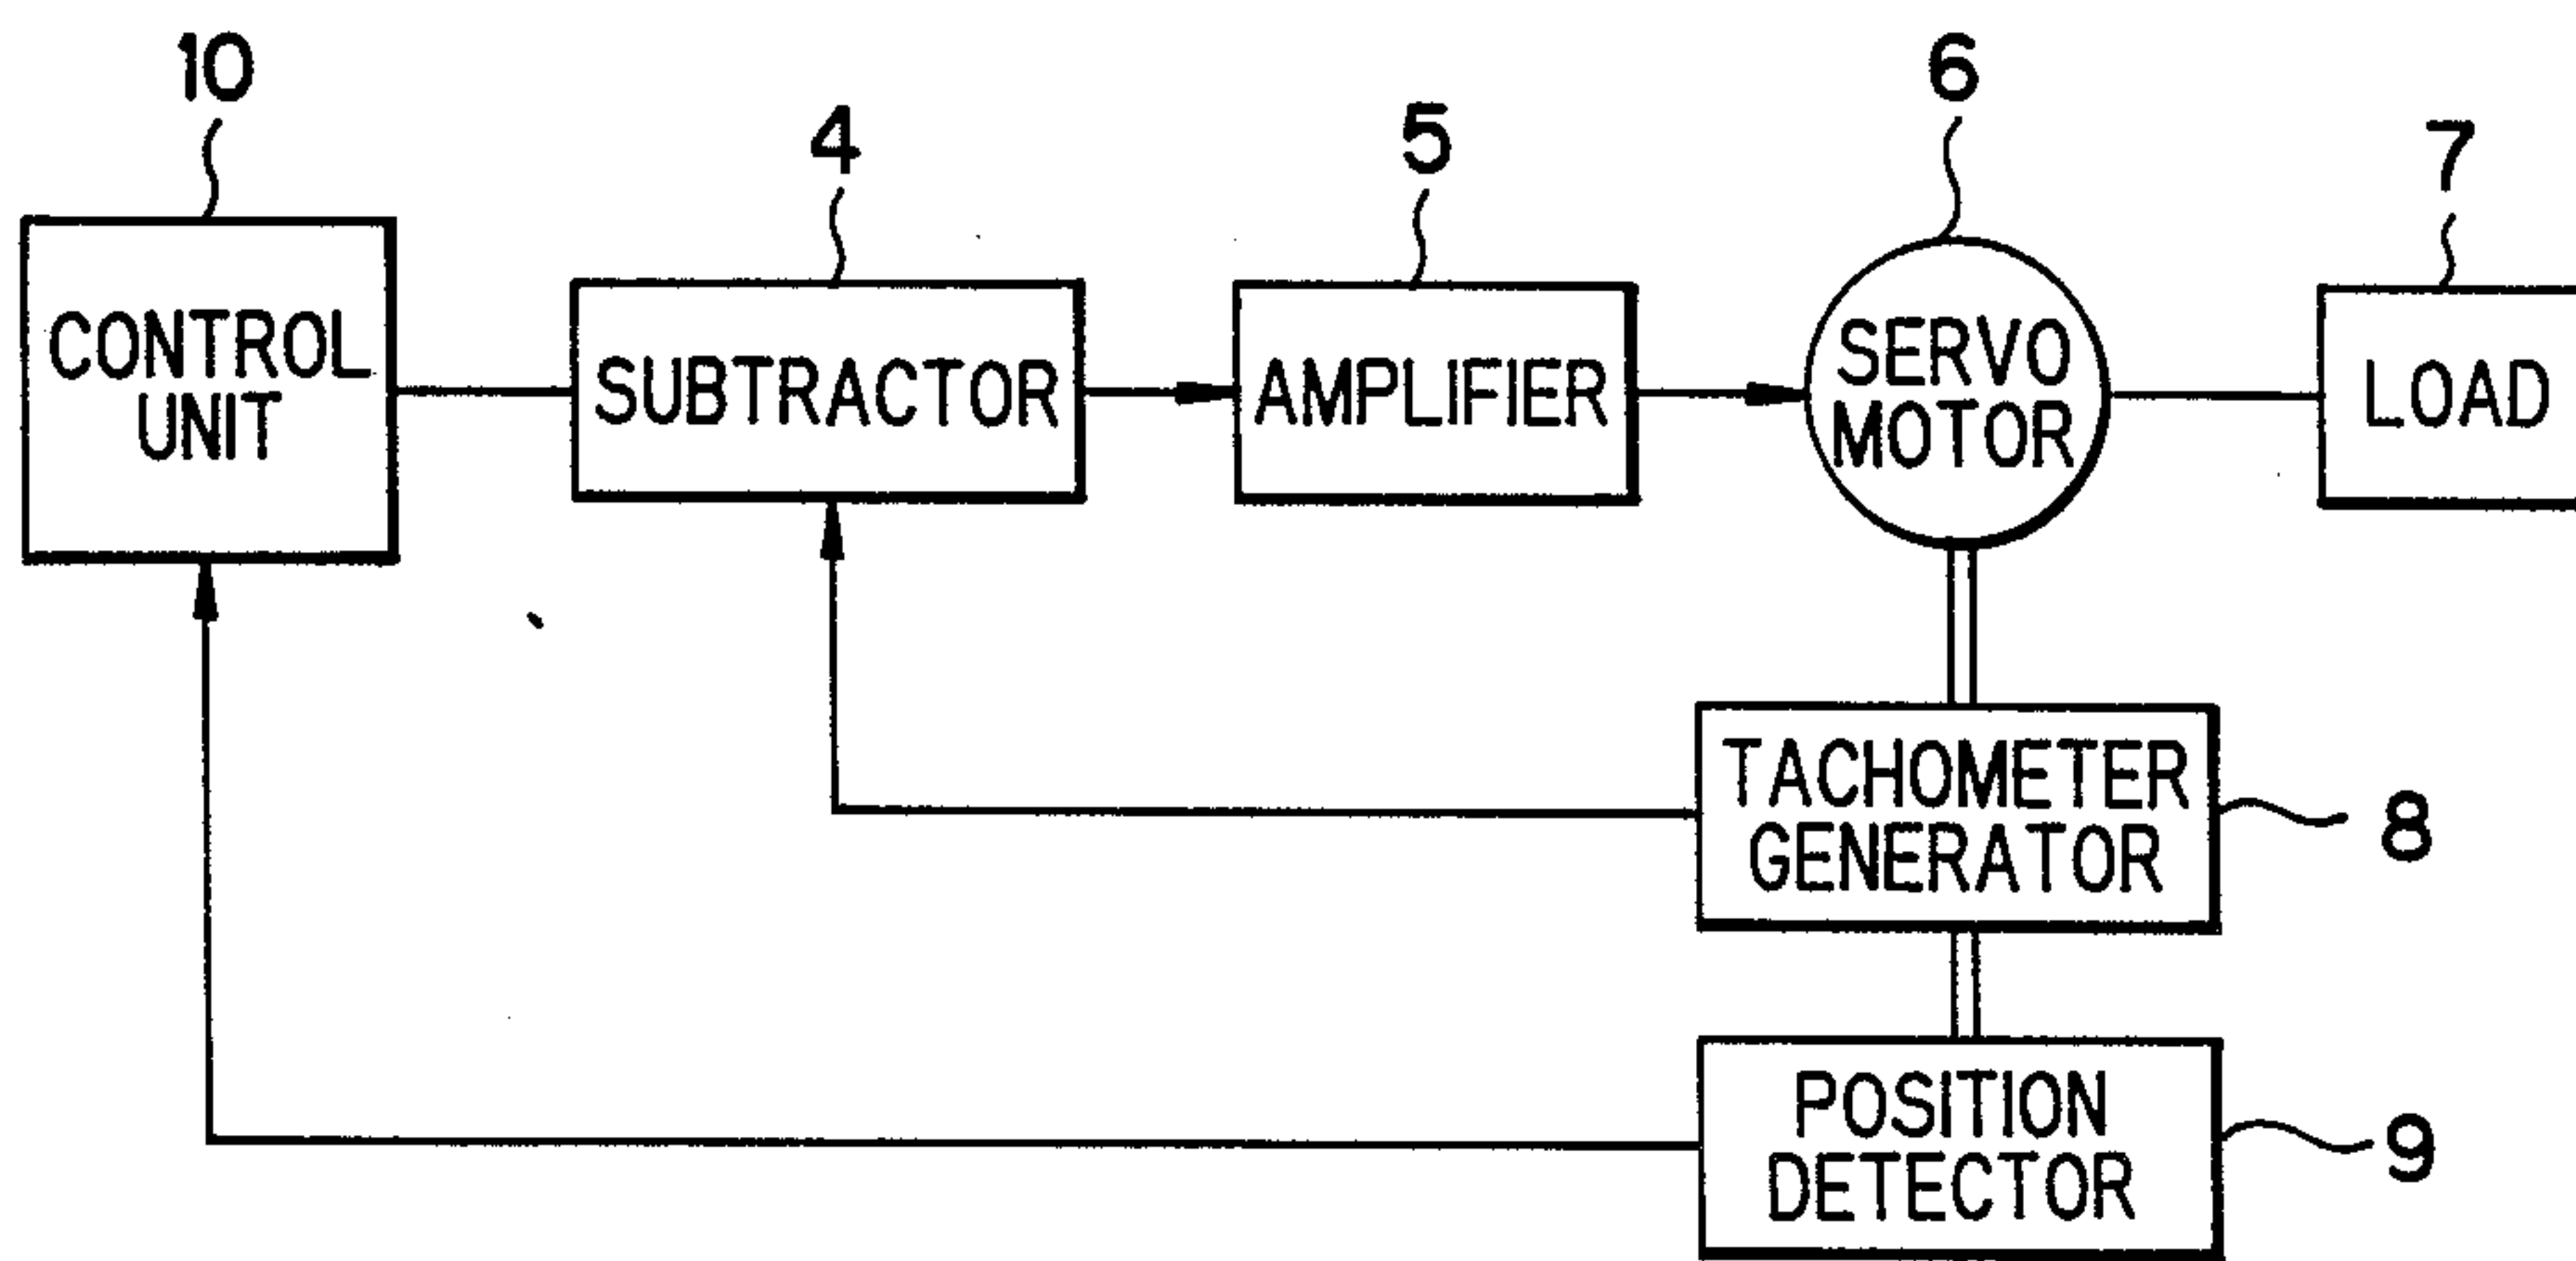 10
4
5
6
7
CONTROL
UNIT
SUBTRACTOR
AMPLIFIER
SERVO
MOTOR
LOAD
TACHOMETER
GENERATOR
8
POSITION
DETECTOR
9